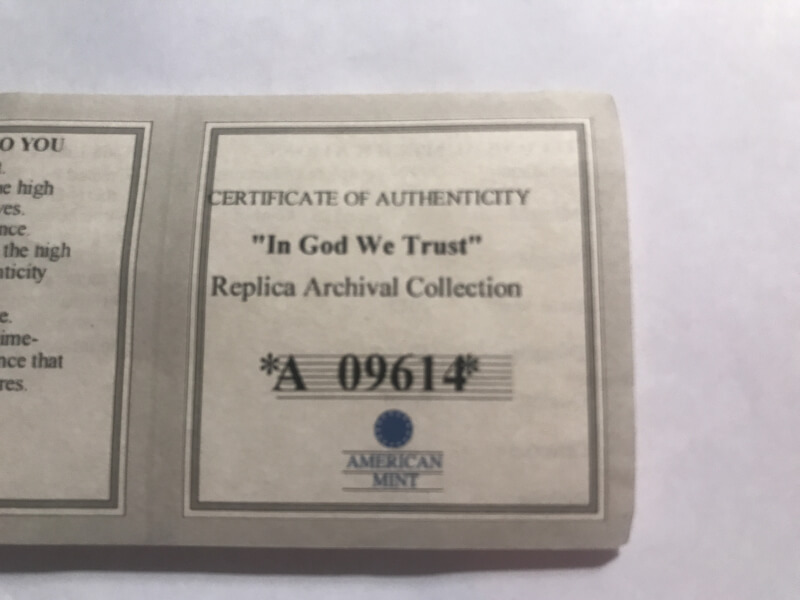 O YOU
e high
ves.
nce.
the high
nticity
e.
ime-
nce that
res.
CERTIFICATE OF AUTHENTICITY
"In God We Trust"
Replica Archival Collection
*A 09614*
AMERICAN
MINT